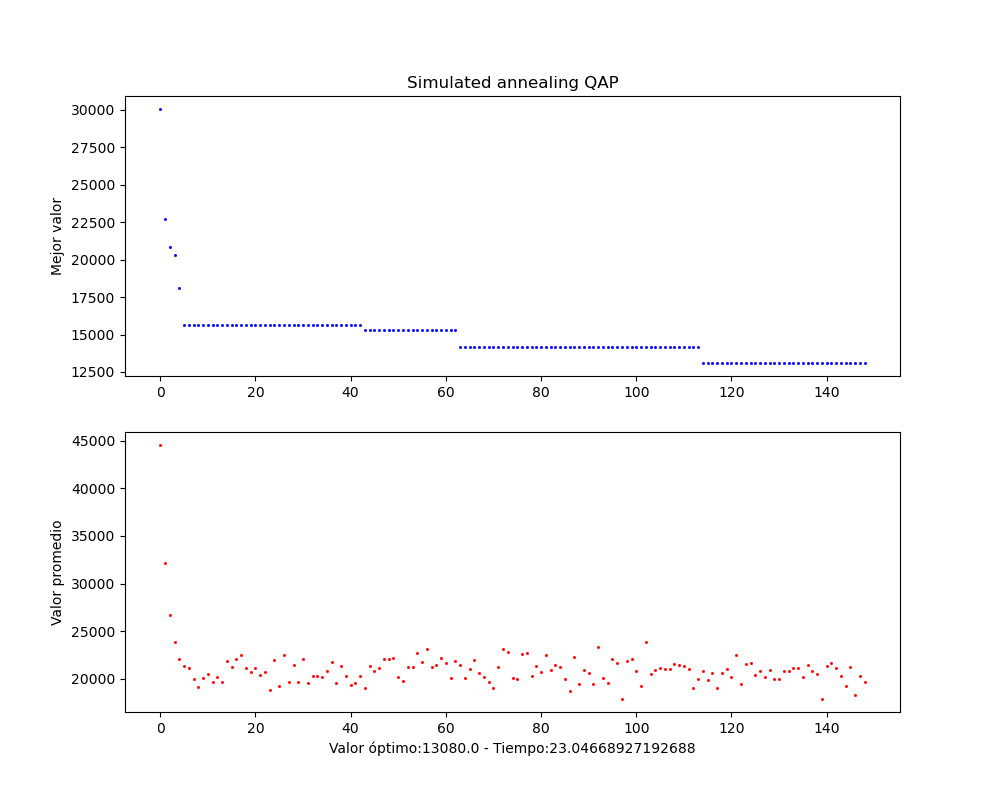 Simulated annealing QAP
30000
27500
25000
22500
20000
17500
15000
12500
Mejor valor
0 20 40 60 80 100 120 140
45000
40000
35000
30000
25000
20000
Valor promedio
0 20 40 60 80 100 120 140
Valor óptimo:13080.0 - Tiempo:23.04668927192688